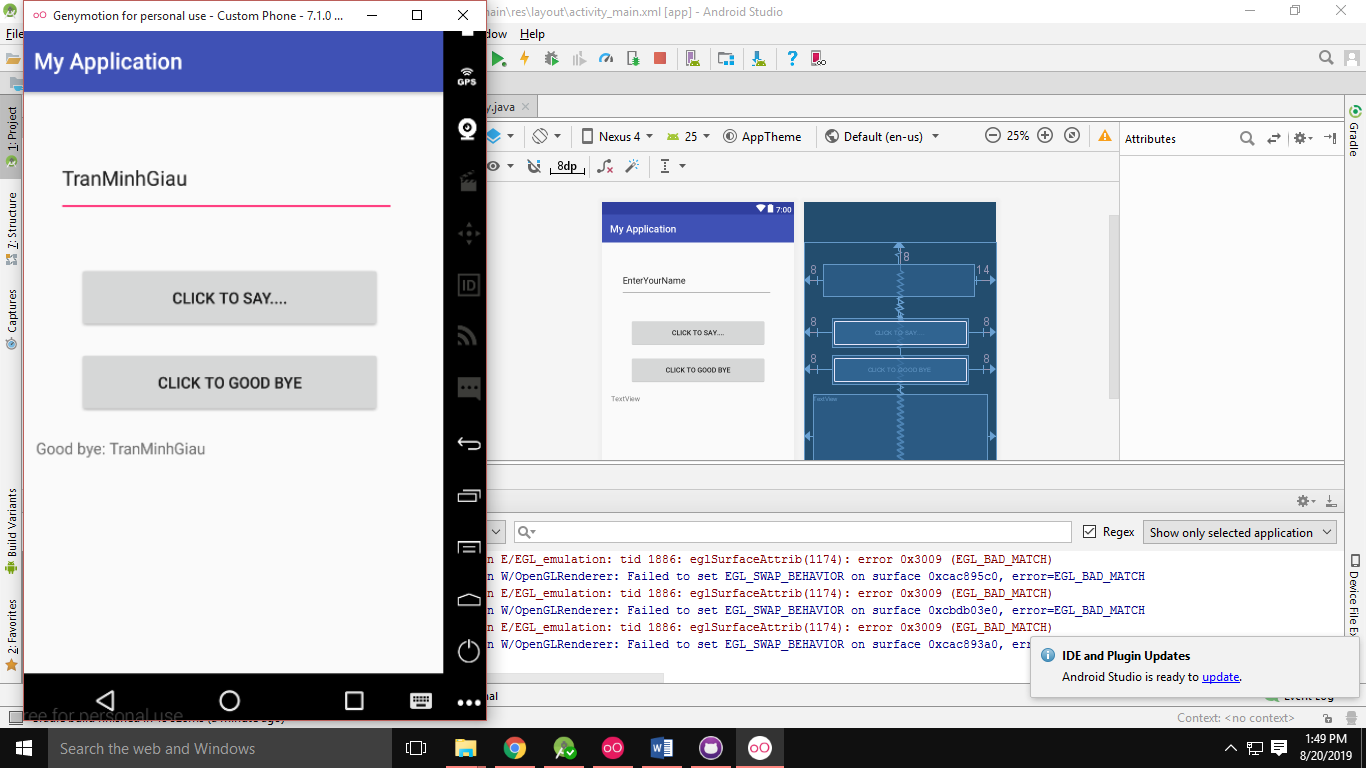 Genymotion for personal use - Custom Phone - 7.1.0 ...
ain\res\layout\activity_main.xml [app] - Android Studio
File
dow Help
My Application
GPS
y.java
Nexus 4
25
AppTheme
Default (en-us)
25%
Attributes
8dp
1: Project
7: Structure
Captures
Build Variants
2: Favorites
Gradle
Device File Ex
TranMinhGiau
CLICK TO SAY....
CLICK TO GOOD BYE
Good bye: TranMinhGiau
ID
7:00
My Application
EnterYourName
CLICK TO SAY....
CLICK TO GOOD BYE
TextView
8
8
14
8
CLICK TO SAY....
8
8
CLICK TO GOOD BYE
8
TextView
Regex
Show only selected application
n E/EGL_emulation: tid 1886: eglSurfaceAttrib(1174): error 0x3009 (EGL_BAD_MATCH)
n W/OpenGLRenderer: Failed to set EGL_SWAP_BEHAVIOR on surface 0xcac895c0, error=EGL_BAD_MATCH
n E/EGL_emulation: tid 1886: eglSurfaceAttrib(1174): error 0x3009 (EGL_BAD_MATCH)
n W/OpenGLRenderer: Failed to set EGL_SWAP_BEHAVIOR on surface 0xcbdb03e0, error=EGL_BAD_MATCH
n E/EGL_emulation: tid 1886: eglSurfaceAttrib(1174): error 0x3009 (EGL_BAD_MATCH)
n W/OpenGLRenderer: Failed to set EGL_SWAP_BEHAVIOR on surface 0xcac893a0, er
IDE and Plugin Updates
Android Studio is ready to update.
nal
Event Log
free for personal use
Context: <no context>
Search the web and Windows
1:49 PM
8/20/2019